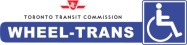 TORONTO TRANSIT COMMISSION
WHEEL-TRANS